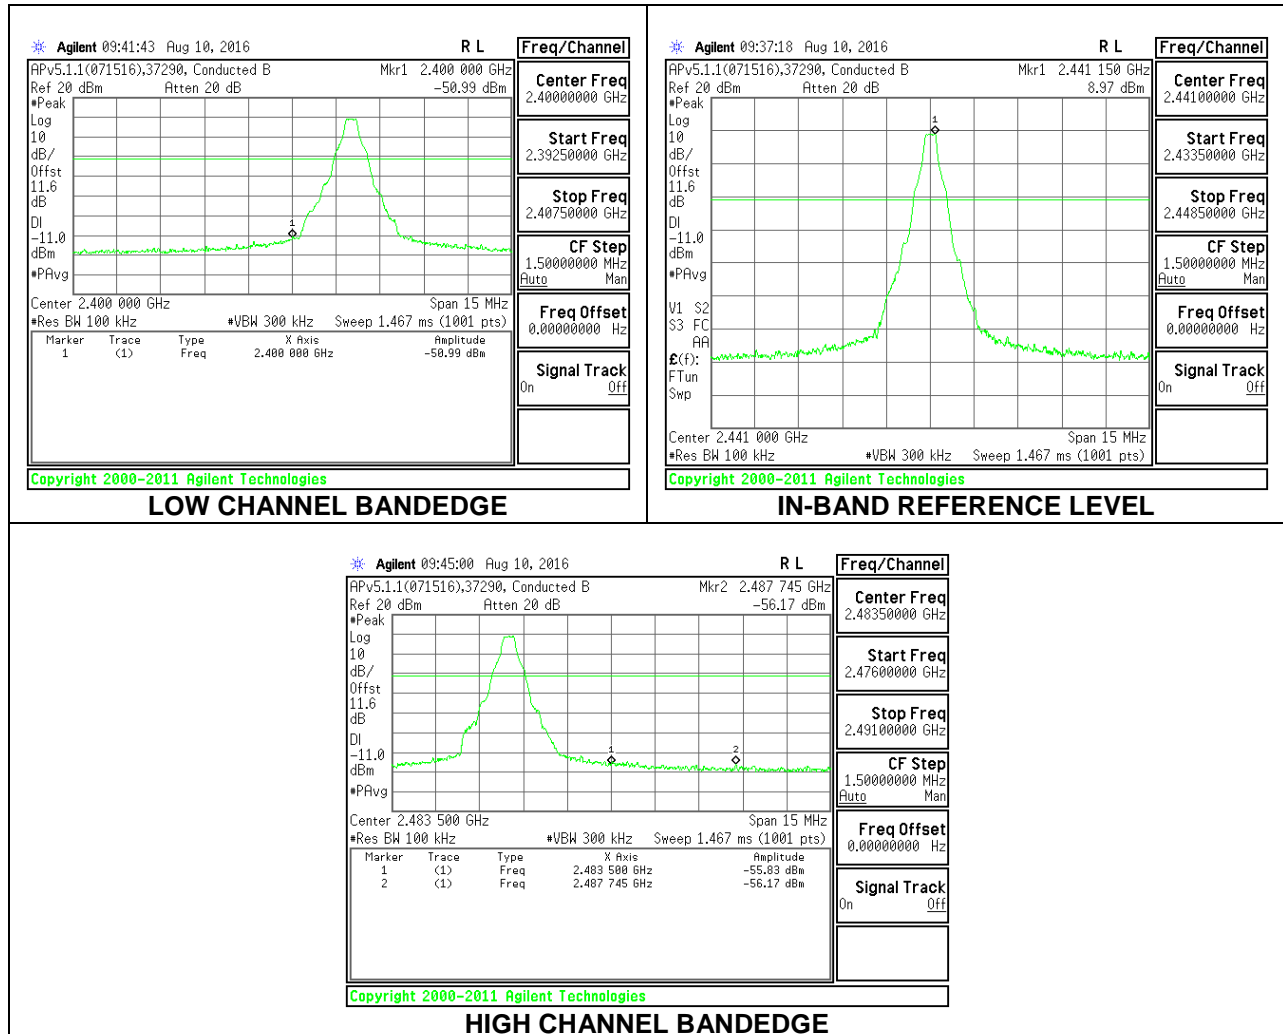 Agilent 09:41:43 Aug 10, 2016 R L
APv5.1.1(071516),37290, Conducted B Mkr1 2.400 000 GHz
Ref 20 dBm Atten 20 dB -50.99 dBm
#Peak
Log
10
dB/
Offst
11.6
dB
DI
-11.0
dBm
#PAvg
1
Center 2.400 000 GHz Span 15 MHz
#Res BW 100 kHz #VBW 300 kHz Sweep 1.467 ms (1001 pts)
Marker Trace Type X Axis Amplitude
1 (1) Freq 2.400 000 GHz -50.99 dBm
Freq/Channel
Center Freq
2.40000000 GHz
Start Freq
2.39250000 GHz
Stop Freq
2.40750000 GHz
CF Step
1.50000000 MHz
Auto Man
Freq Offset
0.00000000 Hz
Signal Track
On Off
Copyright 2000-2011 Agilent Technologies
LOW CHANNEL BANDEDGE
Agilent 09:37:18 Aug 10, 2016 R L
APv5.1.1(071516),37290, Conducted B Mkr1 2.441 150 GHz
Ref 20 dBm Atten 20 dB 8.97 dBm
#Peak
Log
10
dB/
Offst
11.6
dB
DI
-11.0
dBm
#PAvg
V1 S2
S3 FC
AA
£(f):
FTun
Swp
1
Center 2.441 000 GHz Span 15 MHz
#Res BW 100 kHz #VBW 300 kHz Sweep 1.467 ms (1001 pts)
Freq/Channel
Center Freq
2.44100000 GHz
Start Freq
2.43350000 GHz
Stop Freq
2.44850000 GHz
CF Step
1.50000000 MHz
Auto Man
Freq Offset
0.00000000 Hz
Signal Track
On Off
Copyright 2000-2011 Agilent Technologies
IN-BAND REFERENCE LEVEL
Agilent 09:45:00 Aug 10, 2016 R L
APv5.1.1(071516),37290, Conducted B Mkr2 2.487 745 GHz
Ref 20 dBm Atten 20 dB -56.17 dBm
#Peak
Log
10
dB/
Offst
11.6
dB
DI
-11.0
dBm
#PAvg
1 2
Center 2.483 500 GHz Span 15 MHz
#Res BW 100 kHz #VBW 300 kHz Sweep 1.467 ms (1001 pts)
Marker Trace Type X Axis Amplitude
1 (1) Freq 2.483 500 GHz -55.83 dBm
2 (1) Freq 2.487 745 GHz -56.17 dBm
Freq/Channel
Center Freq
2.48350000 GHz
Start Freq
2.47600000 GHz
Stop Freq
2.49100000 GHz
CF Step
1.50000000 MHz
Auto Man
Freq Offset
0.00000000 Hz
Signal Track
On Off
Copyright 2000-2011 Agilent Technologies
HIGH CHANNEL BANDEDGE